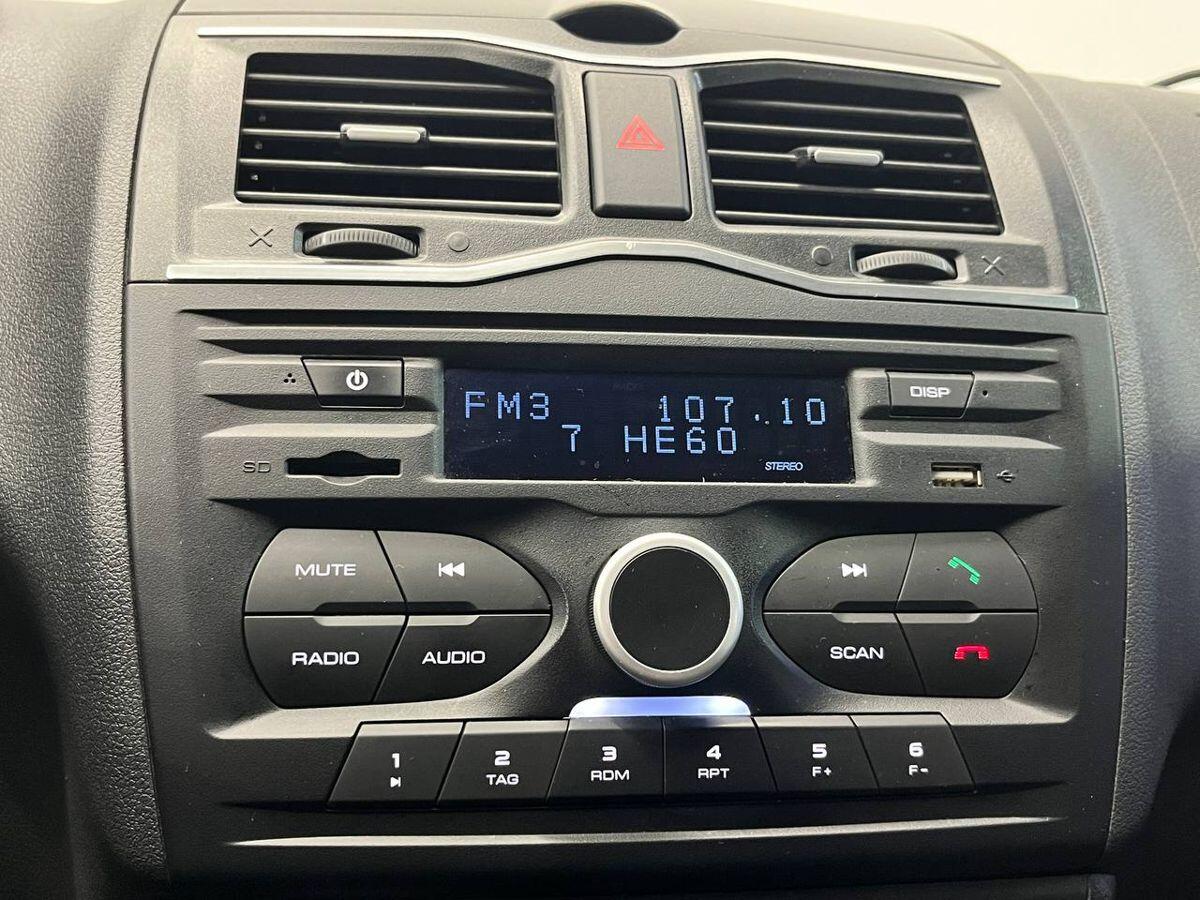 FM3 107.10
DISP
7 HE60
SD
STEREO
MUTE
RADIO
AUDIO
SCAN
1
2
3
4
5
6
TAG
RDM
RPT
F+
F-